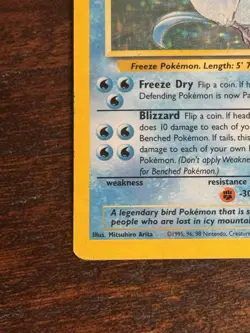 Freeze Pokémon. Length: 5' 7
Freeze Dry Flip a coin. If head
Defending Pokémon is now Pa
Blizzard Flip a coin. If head
does 10 damage to each of you
Benched Pokémon. If tails, this
damage to each of your own
Pokémon. (Don't apply Weakne
for Benched Pokémon.)
weakness resistance
-30
A legendary bird Pokémon that is s
people who are lost in icy mountai
Illus. Mitsuhiro Arita ©1995, 96, 98 Nintendo, Creature